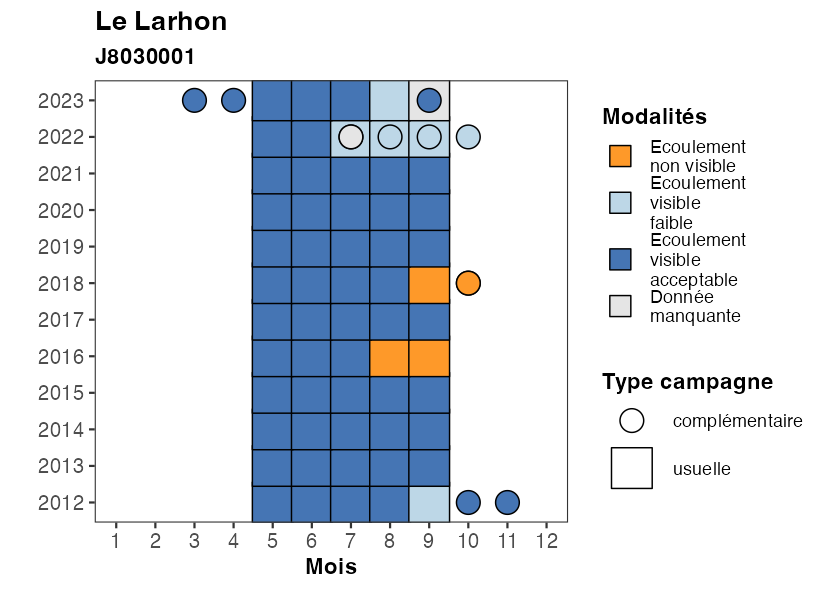 Le Larhon
J8030001
2023
2022
2021
2020
2019
2018
2017
2016
2015
2014
2013
2012
1 2 3 4 5 6 7 8 9 10 11 12
Mois
Modalités
Ecoulement
non visible
Ecoulement
visible
faible
Ecoulement
visible
acceptable
Donnée
manquante
Type campagne
complémentaire
usuelle